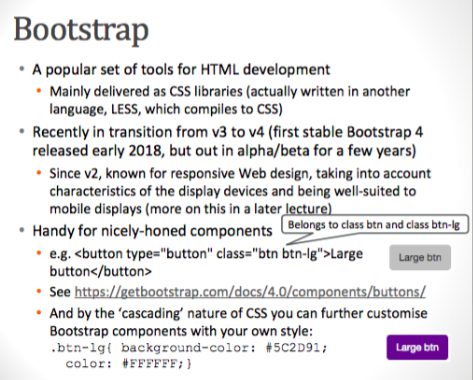 Bootstrap
• A popular set of tools for HTML development
• Mainly delivered as CSS libraries (actually written in another
language, LESS, which compiles to CSS)
• Recently in transition from v3 to v4 (first stable Bootstrap 4
released early 2018, but out in alpha/beta for a few years)
• Since v2, known for responsive Web design, taking into account
characteristics of the display devices and being well-suited to
mobile displays (more on this in a later lecture)
Belongs to class btn and class btn-lg
• Handy for nicely-honed components
• e.g. <button type="button" class="btn btn-lg">Large
button</button>
Large btn
• See https://getbootstrap.com/docs/4.0/components/buttons/
• And by the ‘cascading’ nature of CSS you can further customise
Bootstrap components with your own style:
.btn-lg{ background-color: #5C2D91;
color: #FFFFFF;}
Large btn